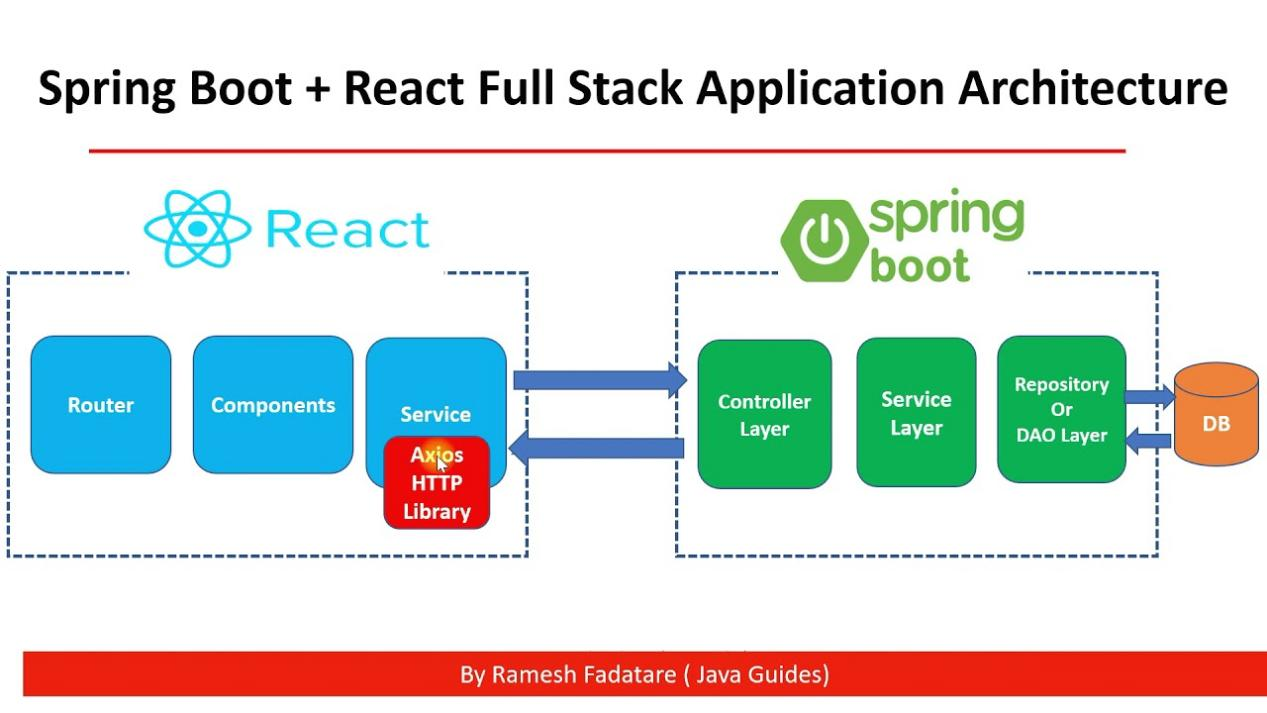 Spring Boot + React Full Stack Application Architecture
React
spring
boot
Router
Components
Service
Axios
HTTP
Library
Controller
Layer
Service
Layer
Repository
Or
DAO Layer
DB
By Ramesh Fadatare ( Java Guides)